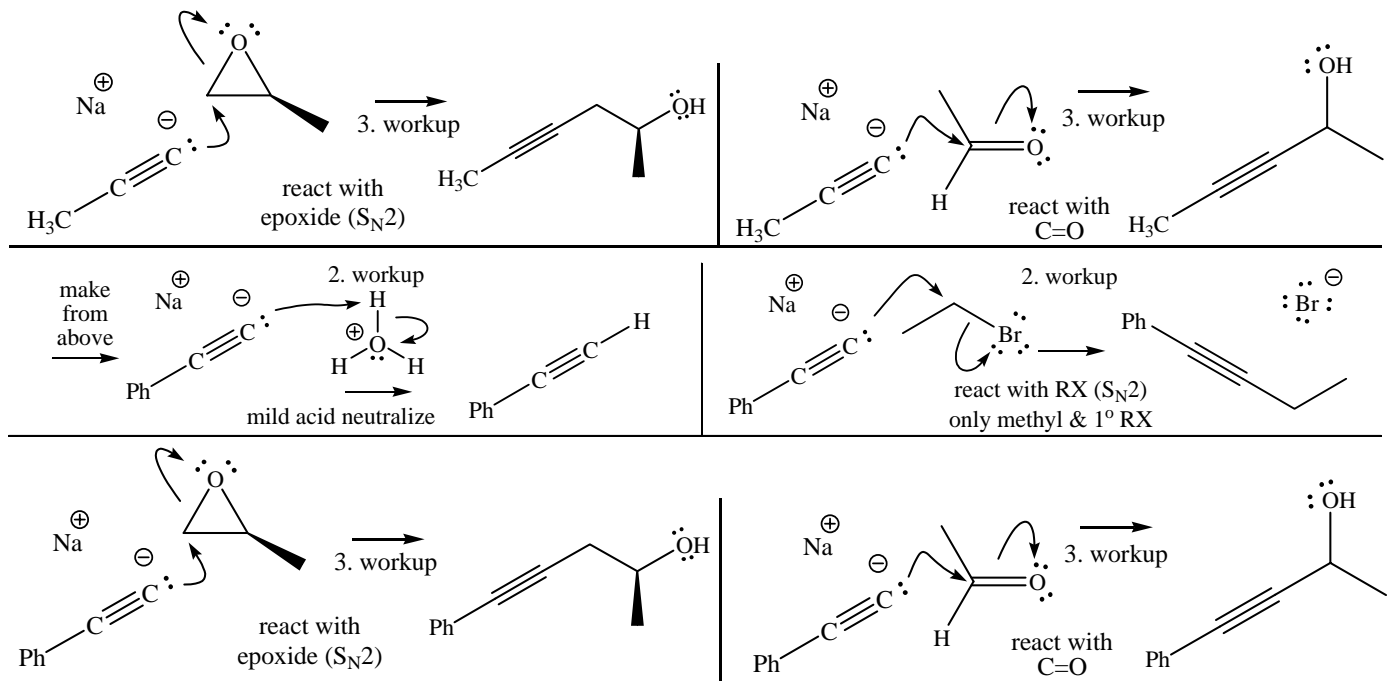 O
Na
⊕
⊖
C
C
H3C
3. workup
react with
epoxide (SN2)
OH
H3C
Na
⊕
⊖
C
C
H3C
H
O
3. workup
react with
C=O
OH
H3C
make
from
above
Na
⊕
⊖
C
C
Ph
2. workup
H
⊕
O
H
H
mild acid neutralize
H
C
C
Ph
Na
⊕
⊖
C
C
Ph
Br
2. workup
react with RX (SN2)
only methyl & 1o RX
Ph
Br
⊖
O
Na
⊕
⊖
C
C
Ph
3. workup
react with
epoxide (SN2)
OH
Ph
Na
⊕
⊖
C
C
Ph
H
O
3. workup
react with
C=O
OH
Ph